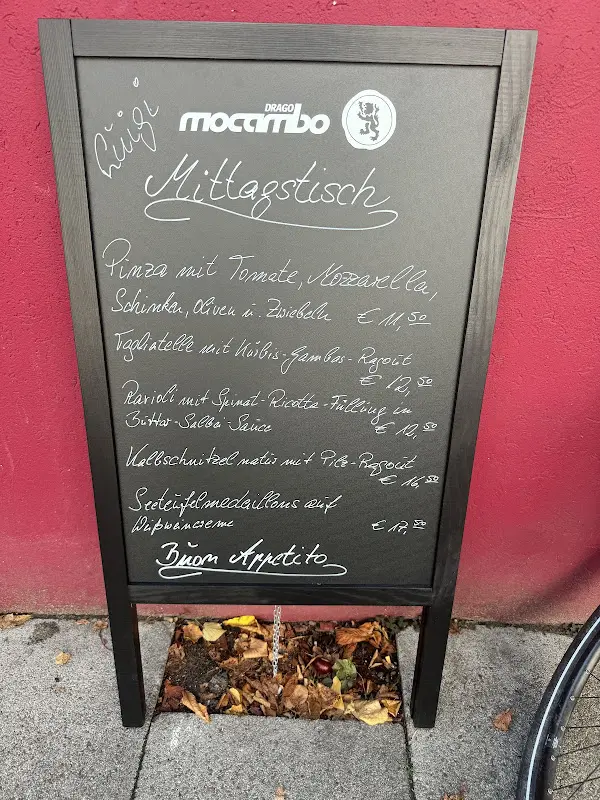 Luigi
DRAGO
mocambo
Mittagstisch
Pinza mit Tomate, Mozzarella,
Schinken, Oliven u. Zwiebeln € 11,50
Tagliatelle mit Kürbis-Gambas-Ragout
€ 12,50
Ravioli mit Spinat-Ricotta-Füllung in
Butter-Salbei Sauce € 12,50
Kalbschnitzel natur mit Pilz-Ragout
€ 16,50
Seeteufelmedaillons auf
Weißweincreme € 17,50
Buon Appetito